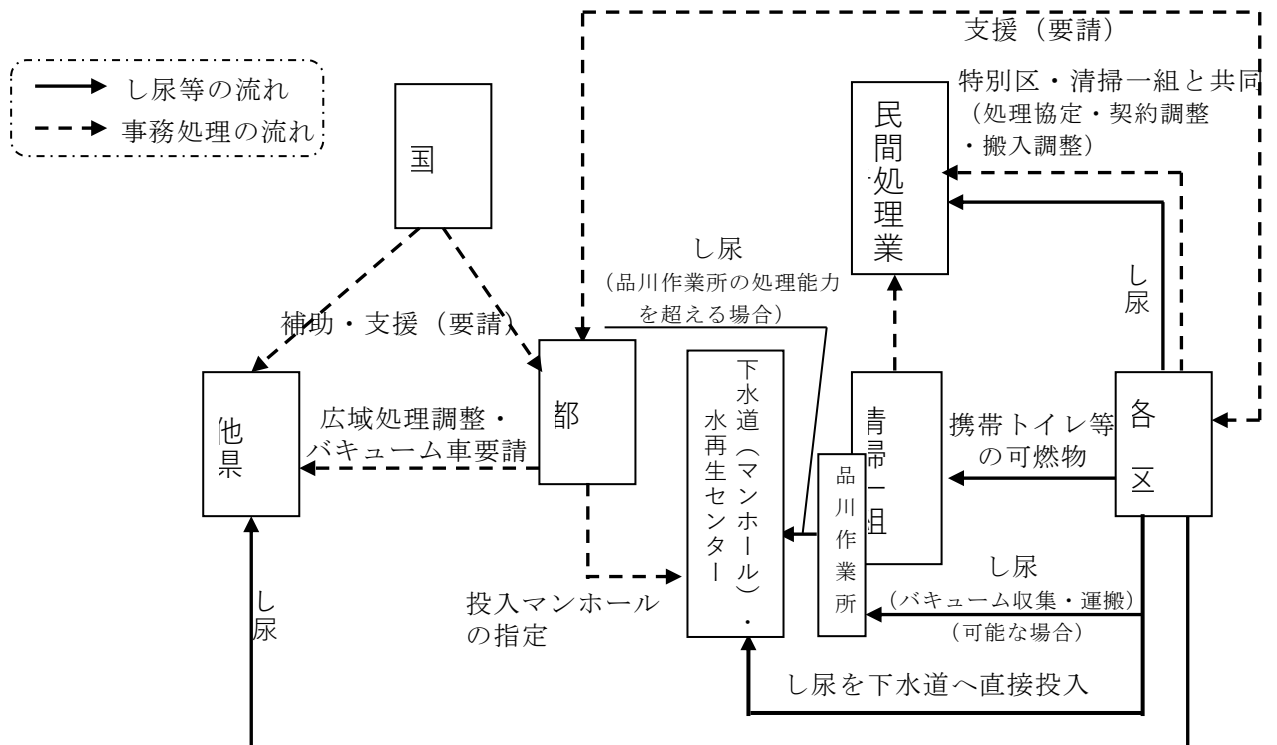 支援（要請）
し尿等の流れ
事務処理の流れ
国
民間処理業
特別区・清掃一組と共同
（処理協定・契約調整
・搬入調整）
し尿
（品川作業所の処理能力
を超える場合）
し尿
補助・支援（要請）
他県
広域処理調整・
バキューム車要請
都
下水道（マンホール）・
水再生センター
清掃一組
品川作業所
携帯トイレ等
の可燃物
各区
投入マンホール
の指定
し尿
（バキューム収集・運搬）
（可能な場合）
し尿
し尿を下水道へ直接投入